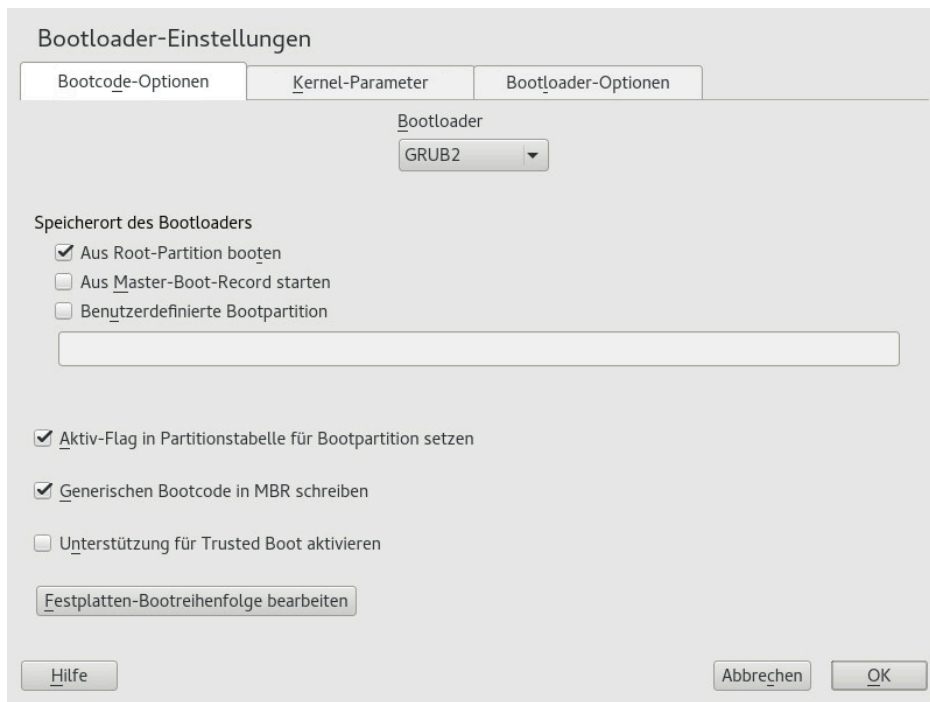 Bootloader-Einstellungen
Bootcode-Optionen
Kernel-Parameter
Bootloader-Optionen
Bootloader
GRUB2
Speicherort des Bootloaders
Aus Root-Partition booten
Aus Master-Boot-Record starten
Benutzerdefinierte Bootpartition
Aktiv-Flag in Partitionstabelle für Bootpartition setzen
Generischen Bootcode in MBR schreiben
Unterstützung für Trusted Boot aktivieren
Festplatten-Bootreihenfolge bearbeiten
Hilfe
Abbrechen
OK